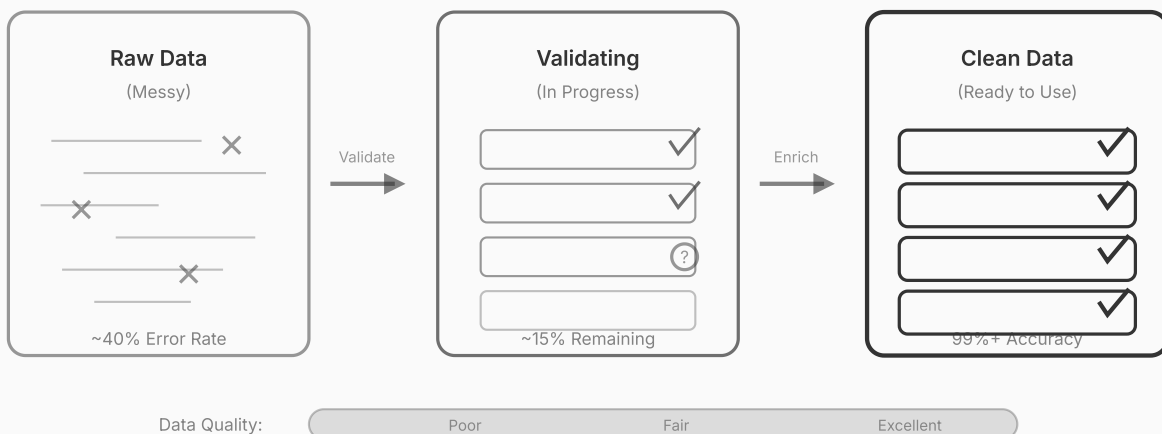 Raw Data
(Messy)
~40% Error Rate
Validate
Validating
(In Progress)
?
~15% Remaining
Enrich
Clean Data
(Ready to Use)
99%+ Accuracy
Data Quality:
Poor
Fair
Excellent